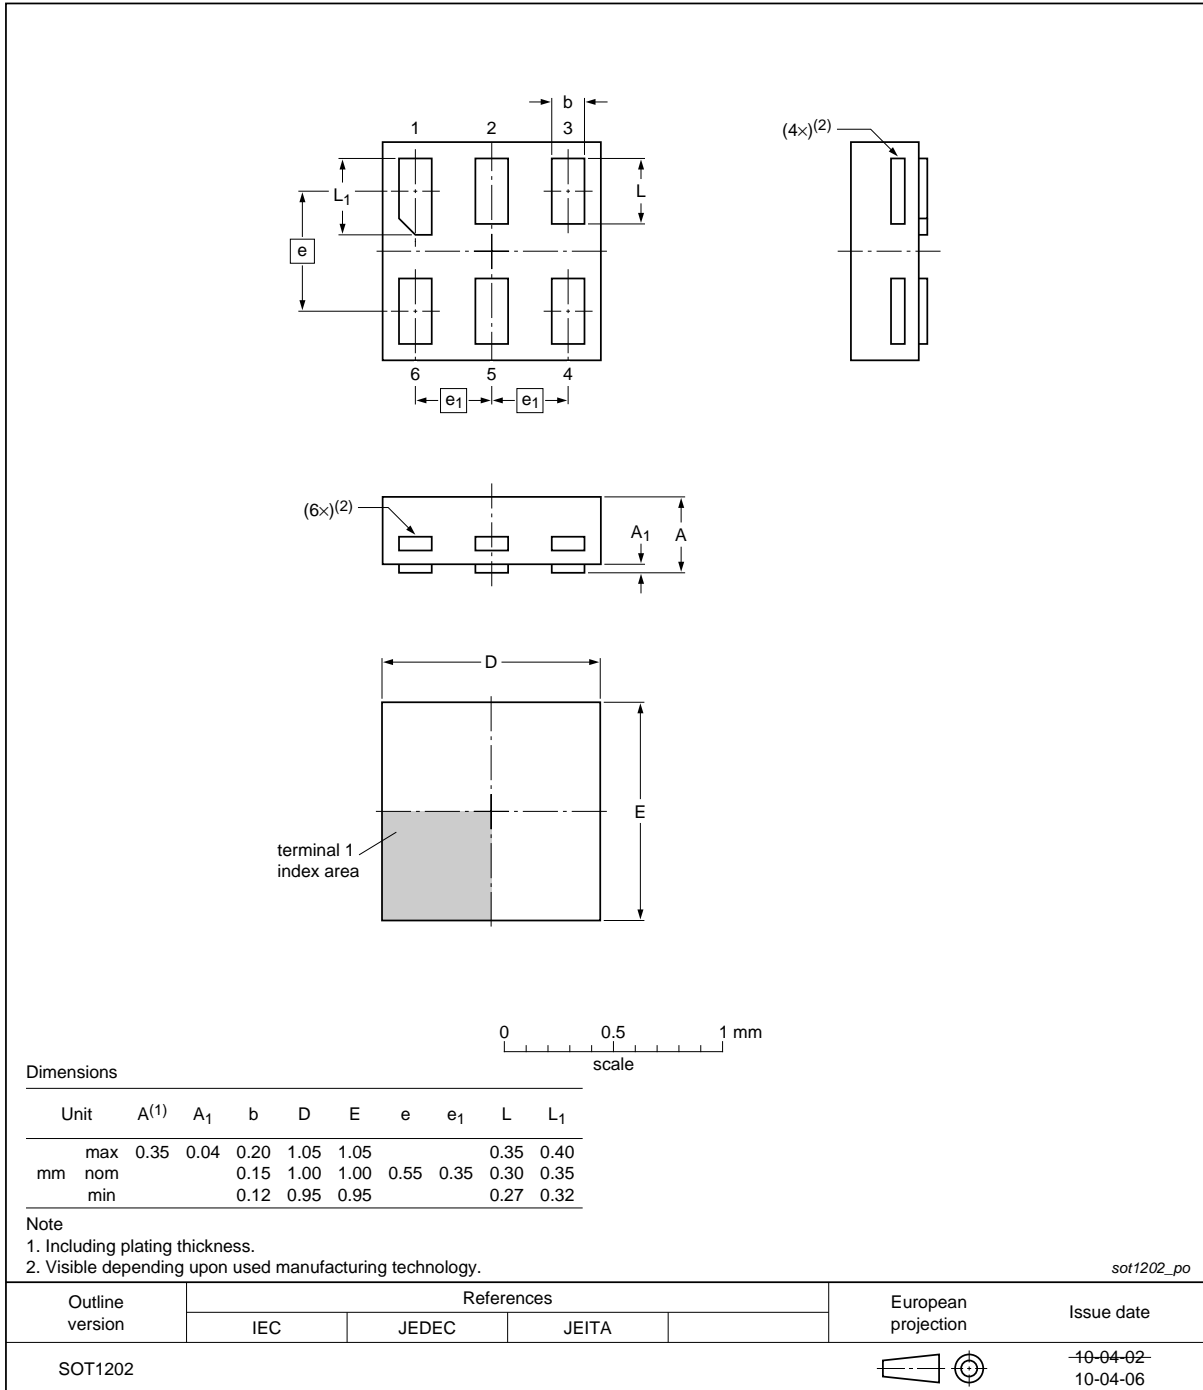 b
1 2 3
(4×)(2)
L1
L
e
6 5 4
e1 e1
(6×)(2)
A1 A
D
E
terminal 1
index area
0 0.5 1 mm
scale
Dimensions
Unit A(1) A1 b D E e e1 L L1
max 0.35 0.04 0.20 1.05 1.05 0.35 0.40
mm nom 0.15 1.00 1.00 0.55 0.35 0.30 0.35
min 0.12 0.95 0.95 0.27 0.32
Note
1. Including plating thickness.
2. Visible depending upon used manufacturing technology.
sot1202_po
Outline
version
References
IEC JEDEC JEITA
European
projection
Issue date
SOT1202
10-04-02
10-04-06